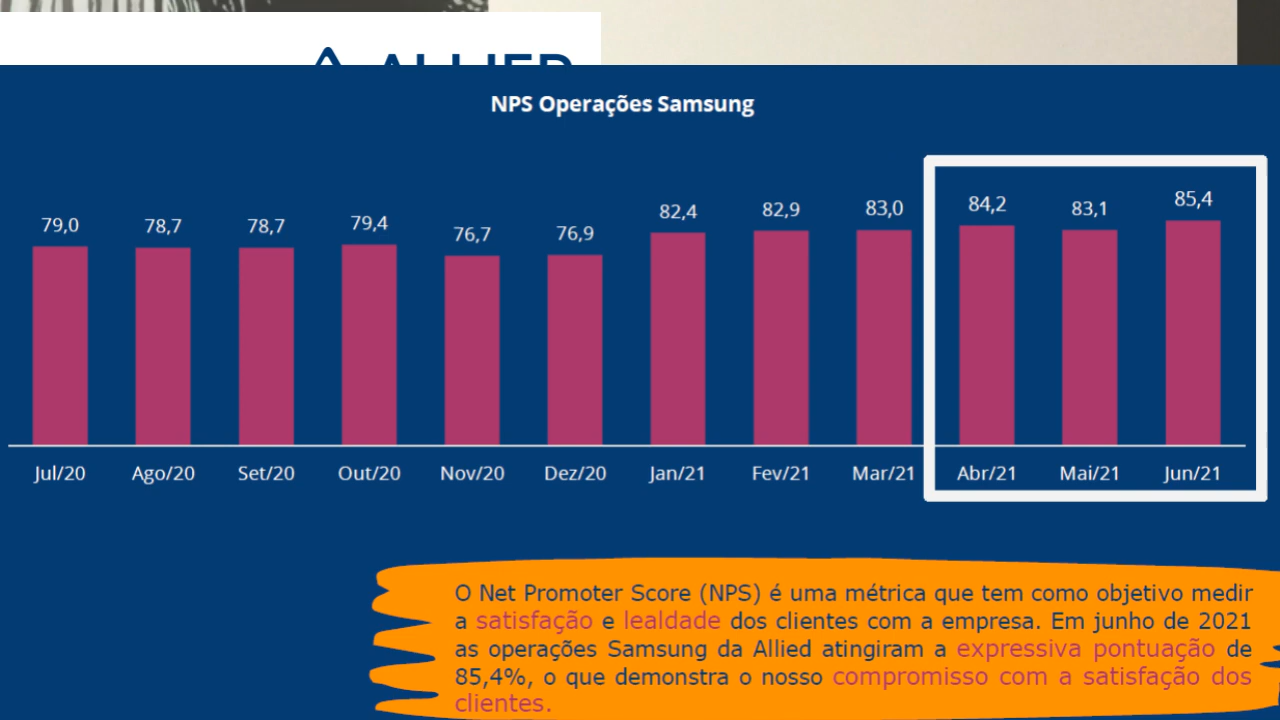 ALLIED
NPS Operações Samsung
79,0 78,7 78,7 79,4 76,7 76,9 82,4 82,9 83,0 84,2 83,1 85,4
Jul/20 Ago/20 Set/20 Out/20 Nov/20 Dez/20 Jan/21 Fev/21 Mar/21 Abr/21 Mai/21 Jun/21
O Net Promoter Score (NPS) é uma métrica que tem como objetivo medir
a satisfação e lealdade dos clientes com a empresa. Em junho de 2021
as operações Samsung da Allied atingiram a expressiva pontuação de
85,4%, o que demonstra o nosso compromisso com a satisfação dos
clientes.